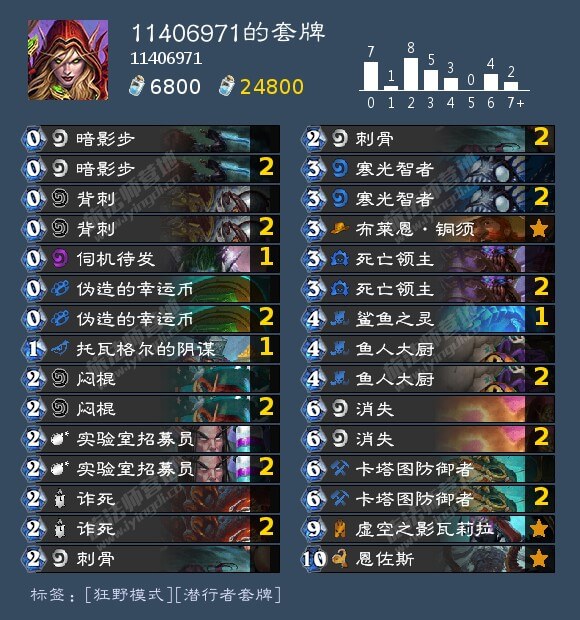 11406971的套牌
11406971
6800 24800
7 1 8 5 3 0 4 2
0 1 2 3 4 5 6 7+
0 暗影步
0 暗影步 2
0 背刺
0 背刺 2
0 伺机待发 1
0 伪造的幸运币
0 伪造的幸运币 2
1 托瓦格尔的阴谋 1
2 闷棍
2 闷棍 2
2 实验室招募员
2 实验室招募员 2
2 诈死
2 诈死 2
2 刺骨
2 刺骨 2
3 寒光智者
3 寒光智者 2
3 布莱恩·铜须
3 死亡领主
3 死亡领主 2
4 鲨鱼之灵 1
4 鱼人大厨
4 鱼人大厨 2
6 消失
6 消失 2
6 卡塔图防御者
6 卡塔图防御者 2
9 虚空之影瓦莉拉
10 恩佐斯
标签：[狂野模式][潜行者套牌]